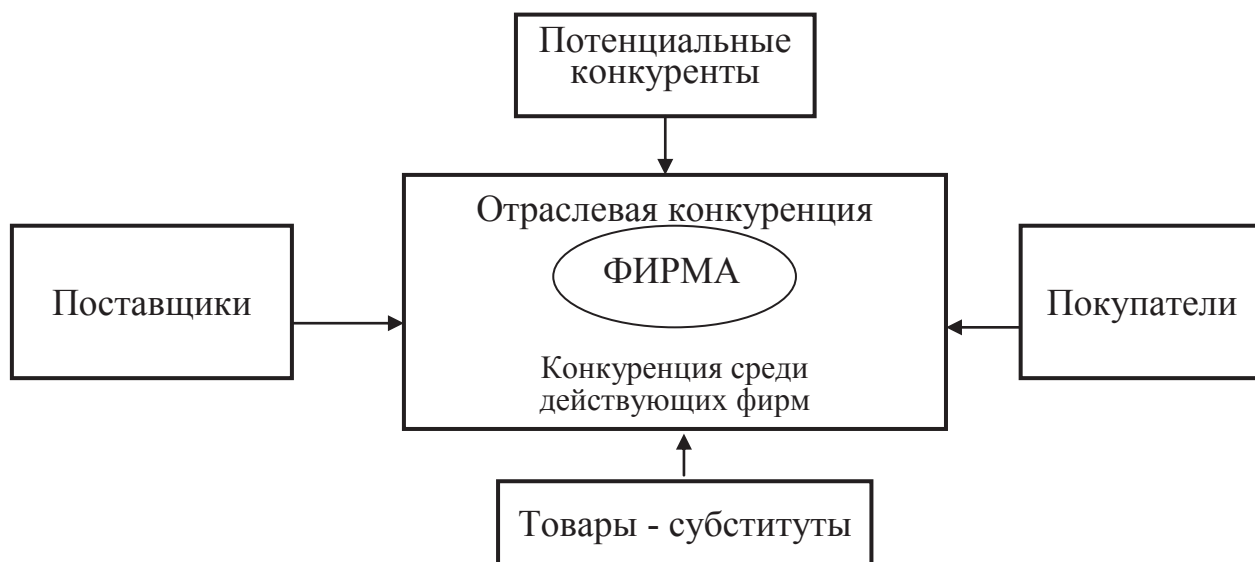 Потенциальные
конкуренты
Отраслевая конкуренция
ФИРМА
Поставщики
Покупатели
Конкуренция среди
действующих фирм
Товары - субституты